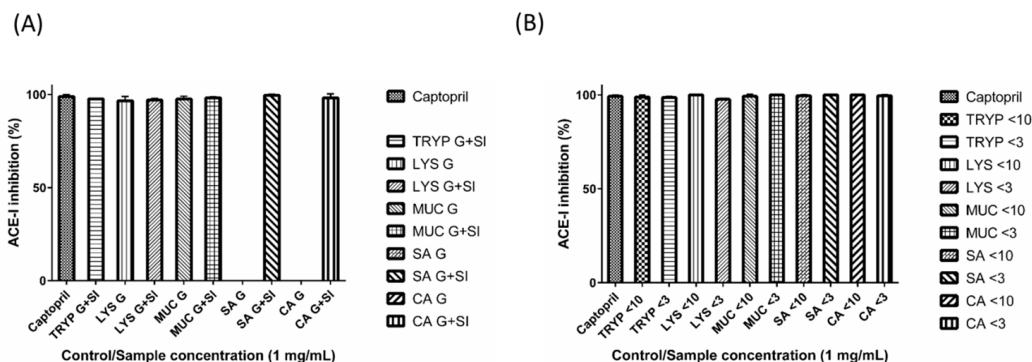 (A)
ACE-I inhibition (%)
100
50
0
Captopril
TRYP G+SI
LYS G
LYS G+SI
MUC G
MUC G+SI
SA G
SA G+SI
CA G
CA G+SI
Control/Sample concentration (1 mg/mL)
Captopril
TRYP G+SI
LYS G
LYS G+SI
MUC G
MUC G+SI
SA G
SA G+SI
CA G
CA G+SI
(B)
ACE-I inhibition (%)
100
50
0
Captopril
TRYP <10
TRYP <3
LYS <10
LYS <3
MUC <10
MUC <3
SA <10
SA <3
CA <10
CA <3
Control/Sample concentration (1 mg/mL)
Captopril
TRYP <10
TRYP <3
LYS <10
LYS <3
MUC <10
MUC <3
SA <10
SA <3
CA <10
CA <3